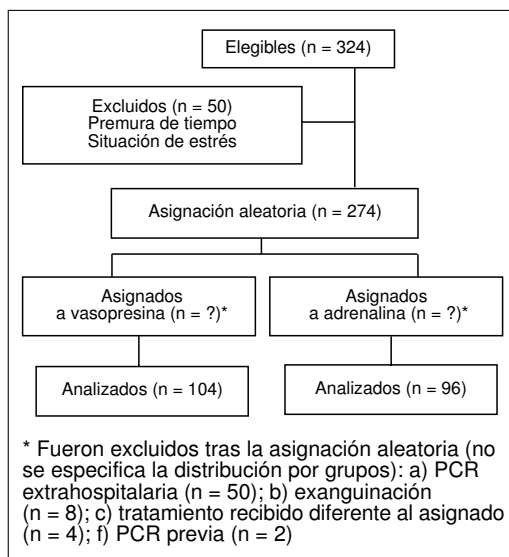 Elegibles (n = 324)
Excluidos (n = 50)
Premura de tiempo
Situación de estrés
Asignación aleatoria (n = 274)
Asignados
a vasopresina (n = ?)*
Asignados
a adrenalina (n = ?)*
Analizados (n = 104)
Analizados (n = 96)
* Fueron excluidos tras la asignación aleatoria (no
se especifica la distribución por grupos): a) PCR
extrahospitalaria (n = 50); b) exanguinación
(n = 8); c) tratamiento recibido diferente al asignado
(n = 4); f) PCR previa (n = 2)